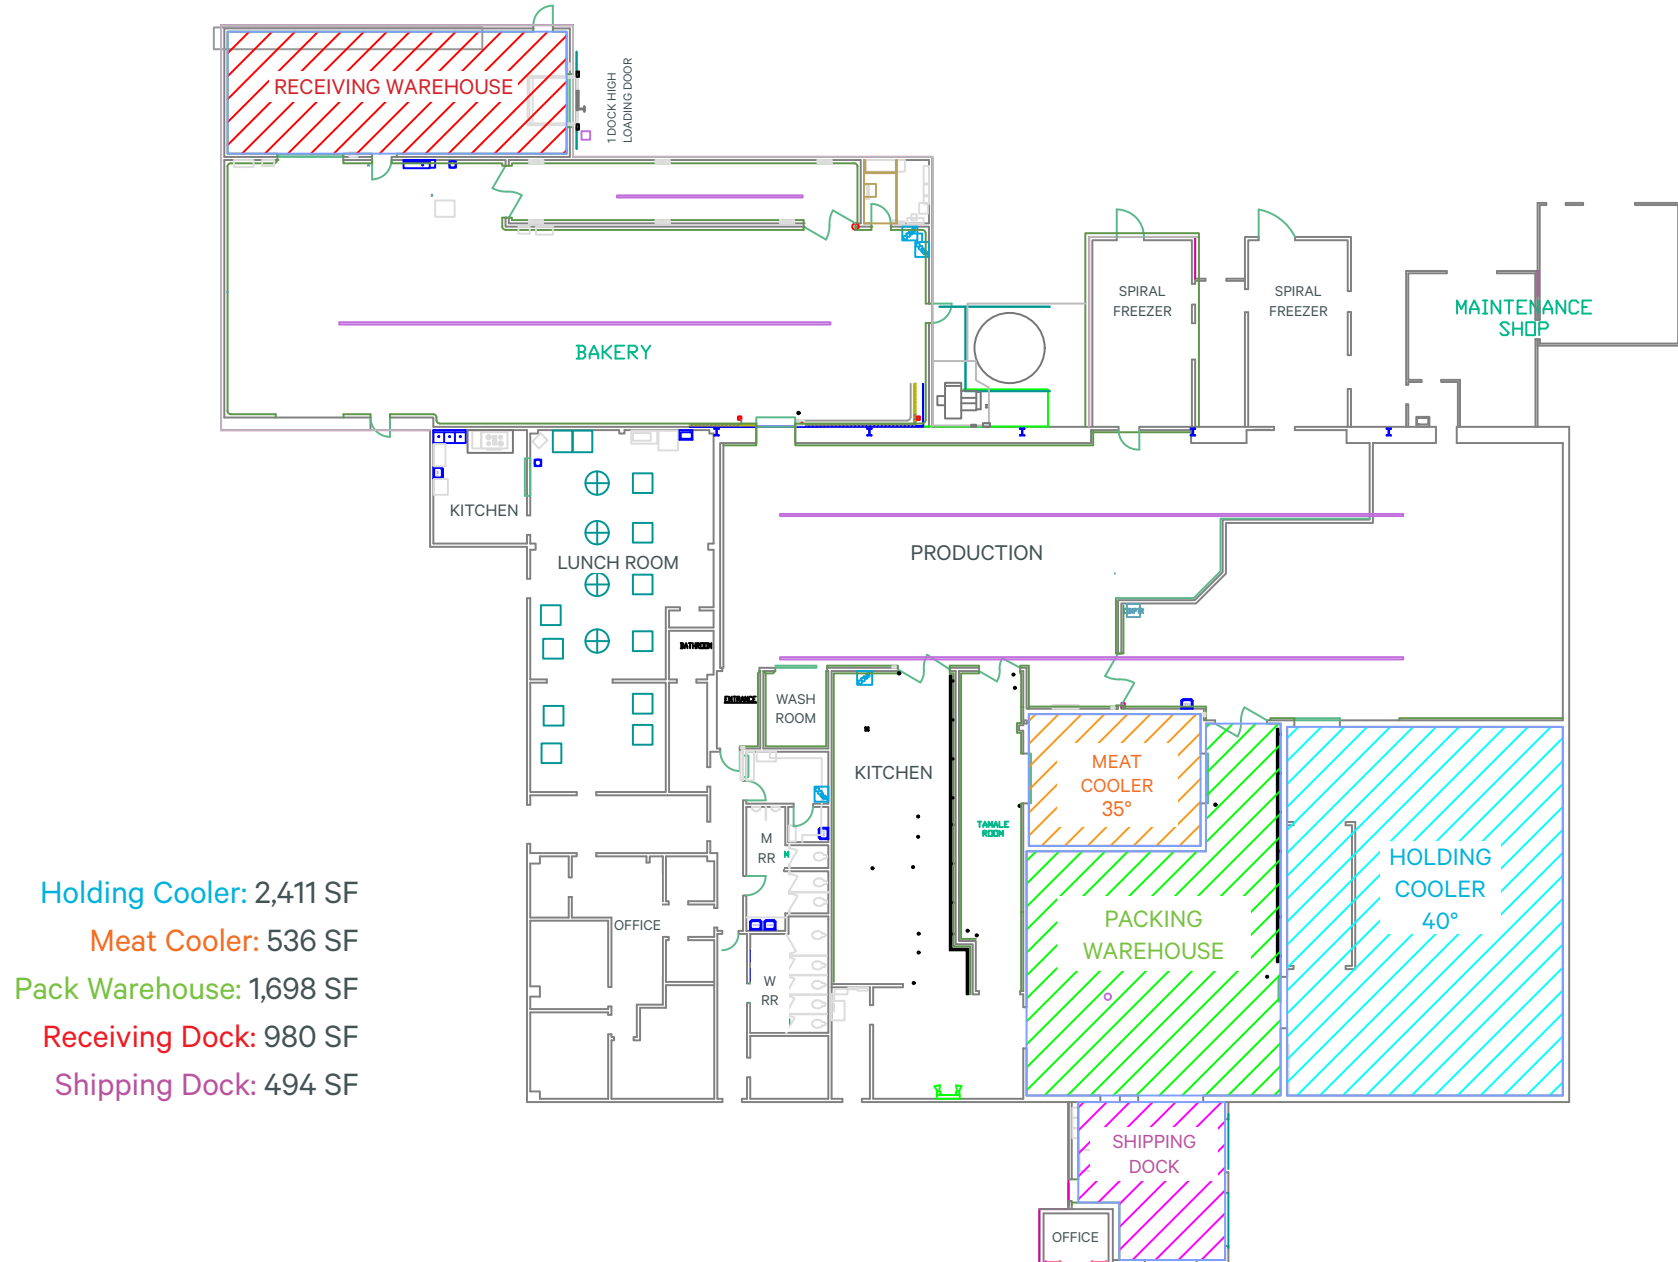 RECEIVING WAREHOUSE
1 DOCK HIGH
LOADING DOOR
SPIRAL
FREEZER
SPIRAL
FREEZER
MAINTENANCE
SHOP
BAKERY
KITCHEN
LUNCH ROOM
PRODUCTION
BATHROOM
ENTRANCE
WASH
ROOM
KITCHEN
TAMALE
ROOM
MEAT
COOLER
35°
M
RR
HOLDING
COOLER
40°
PACKING
WAREHOUSE
OFFICE
W
RR
Holding Cooler: 2,411 SF
Meat Cooler: 536 SF
Pack Warehouse: 1,698 SF
Receiving Dock: 980 SF
Shipping Dock: 494 SF
SHIPPING
DOCK
OFFICE